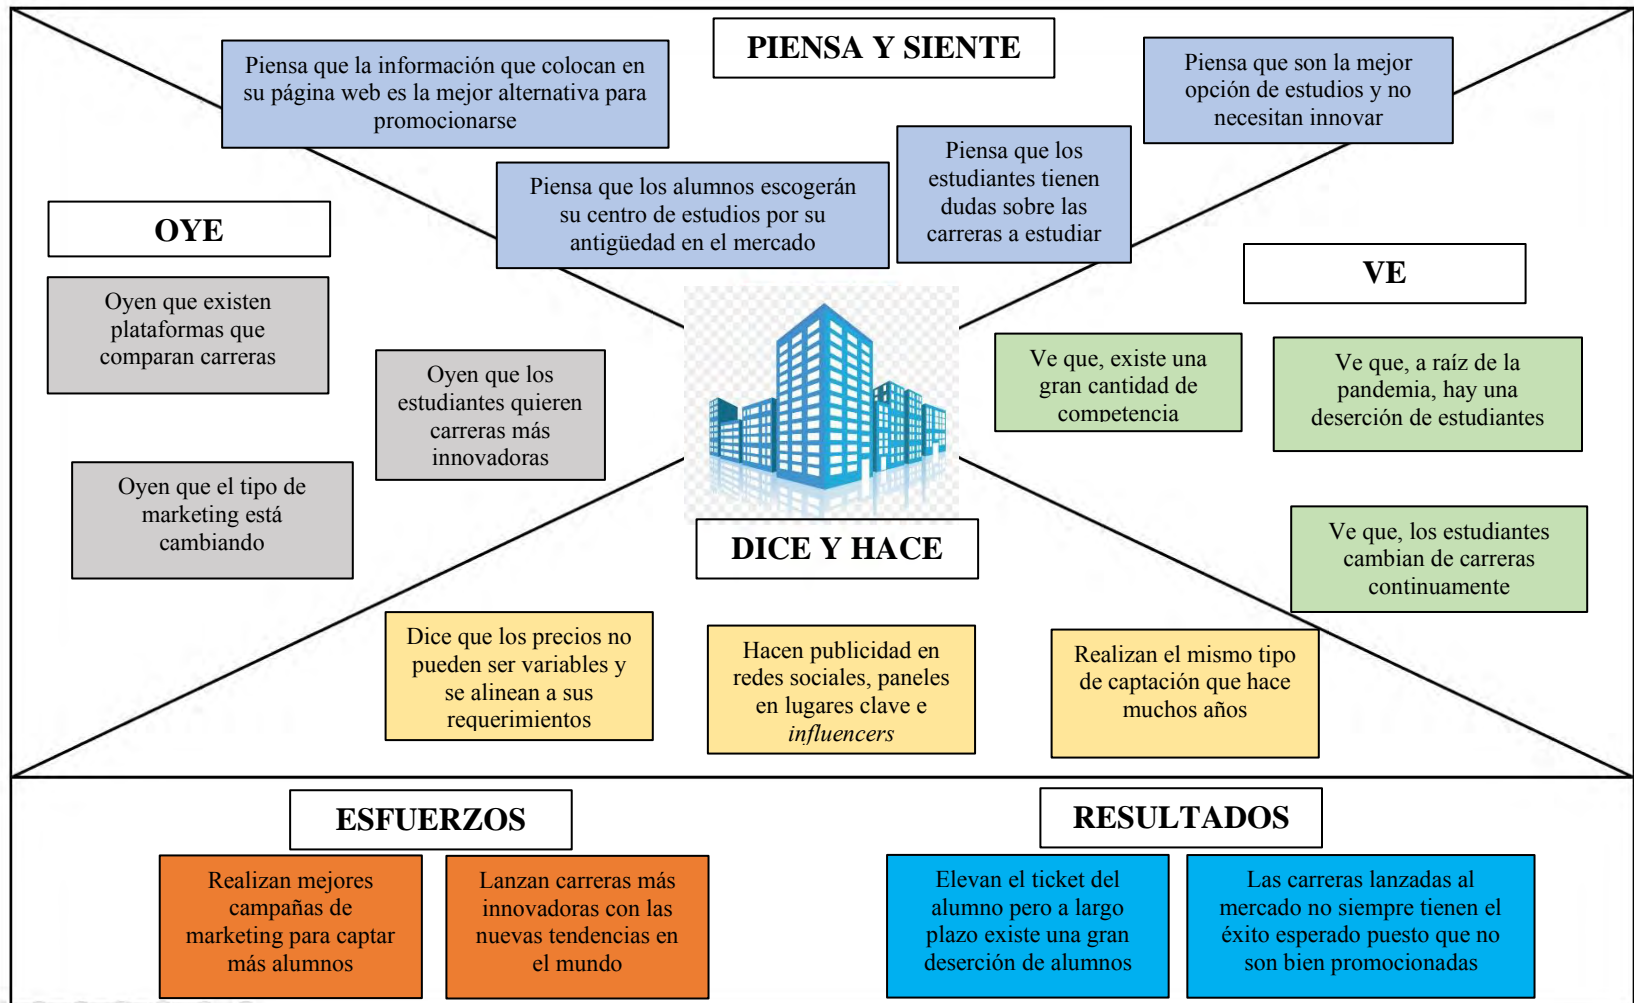 PIENSA Y SIENTE
Piensa que la información que colocan en
su página web es la mejor alternativa para
promocionarse
Piensa que los alumnos escogerán
su centro de estudios por su
antigüedad en el mercado
Piensa que los
estudiantes tienen
dudas sobre las
carreras a estudiar
Piensa que son la mejor
opción de estudios y no
necesitan innovar
OYE
Oyen que existen
plataformas que
comparan carreras
Oyen que los
estudiantes quieren
carreras más
innovadoras
Oyen que el tipo de
marketing está
cambiando
VE
Ve que, existe una
gran cantidad de
competencia
Ve que, a raíz de la
pandemia, hay una
deserción de estudiantes
Ve que, los estudiantes
cambian de carreras
continuamente
DICE Y HACE
Dice que los precios no
pueden ser variables y
se alinean a sus
requerimientos
Hacen publicidad en
redes sociales, paneles
en lugares clave e
influencers
Realizan el mismo tipo
de captación que hace
muchos años
ESFUERZOS
Realizan mejores
campañas de
marketing para captar
más alumnos
Lanzan carreras más
innovadoras con las
nuevas tendencias en
el mundo
RESULTADOS
Elevan el ticket del
alumno pero a largo
plazo existe una gran
deserción de alumnos
Las carreras lanzadas al
mercado no siempre tienen el
éxito esperado puesto que no
son bien promocionadas